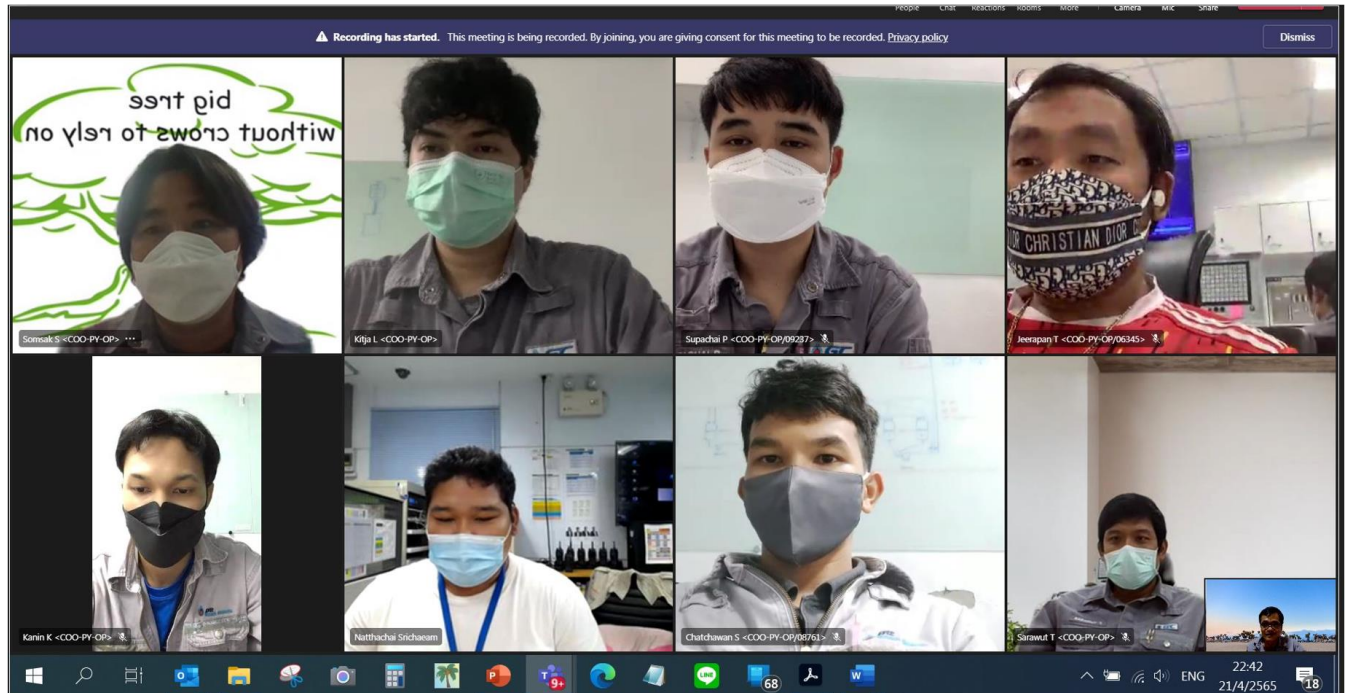 People Chat Reactions Rooms More Camera Mic Share
Recording has started. This meeting is being recorded. By joining, you are giving consent for this meeting to be recorded. Privacy policy
Dismiss
big tree
without crows to rely on
CHRISTIAN DIOR
Somsak S <COO-PY-OP> ···
Kitja L <COO-PY-OP>
Supachai P <COO-PY-OP/09237>
Jeerapan T <COO-PY-OP/06345>
Kanin K <COO-PY-OP>
Natthachai Srichaeam
Chatchawan S <COO-PY-OP/08761>
Sarawut T <COO-PY-OP>
9+
LINE
68
ENG
22:42
21/4/2565
18